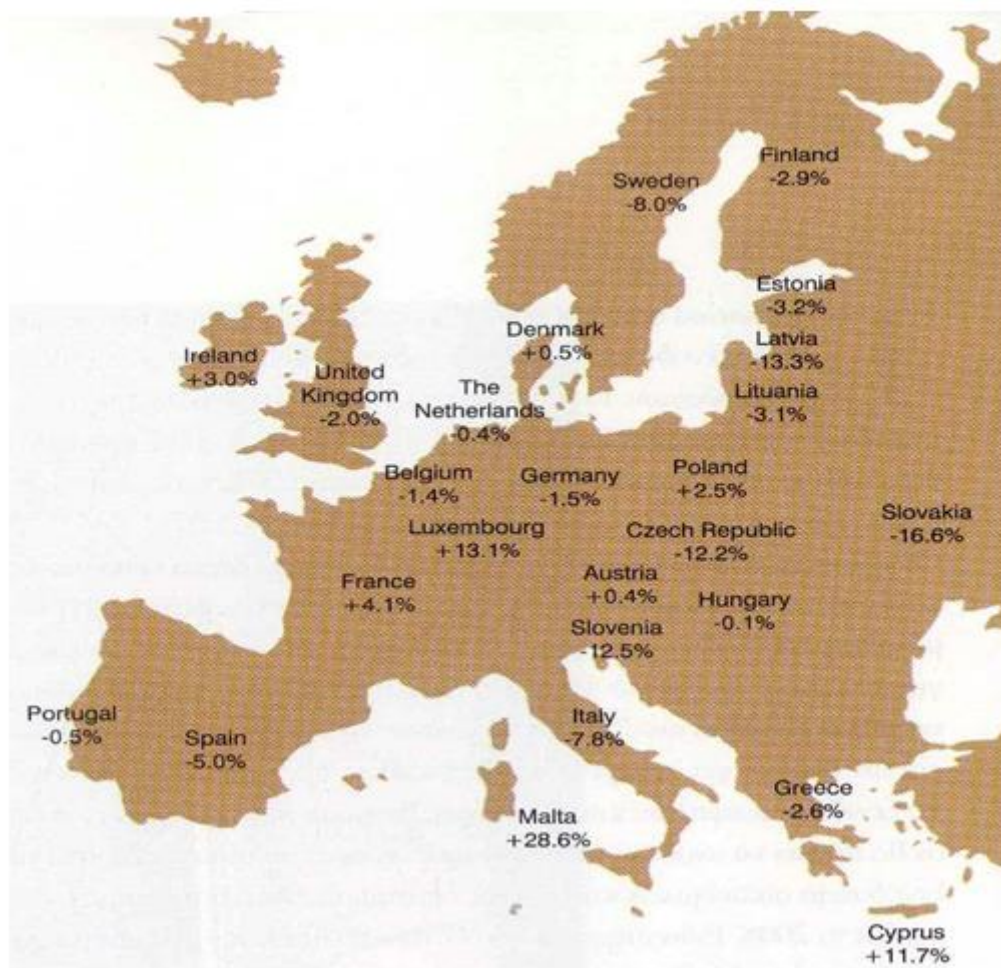 Finland
-2.9%
Sweden
-8.0%
Estonia
-3.2%
Denmark
+0.5%
Latvia
-13.3%
Ireland
+3.0%
United
Kingdom
-2.0%
The
Netherlands
-0.4%
Lituania
-3.1%
Belgium
-1.4%
Germany
-1.5%
Poland
+2.5%
Slovakia
-16.6%
Luxembourg
+13.1%
Czech Republic
-12.2%
France
+4.1%
Austria
+0.4%
Hungary
-0.1%
Slovenia
-12.5%
Portugal
-0.5%
Spain
-5.0%
Italy
-7.8%
Greece
-2.6%
Malta
+28.6%
Cyprus
+11.7%